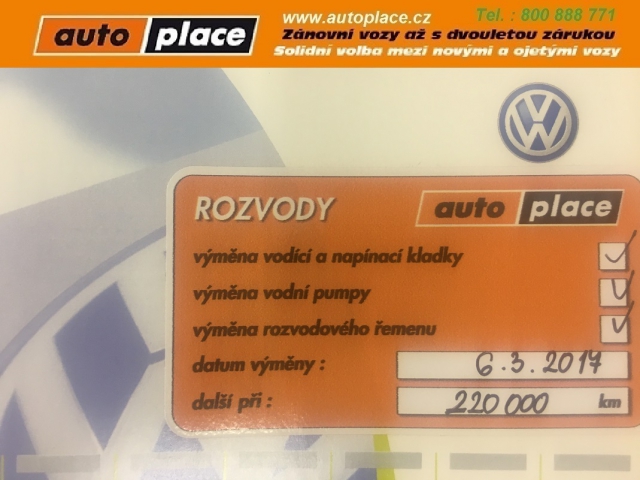 auto place
www.autoplace.cz
Tel. : 800 888 771
Zánovní vozy až s dvouletou zárukou
Solidní volba mezi novými a ojetými vozy
ROZVODY
auto place
výměna vodící a napínací kladky
výměna vodní pumpy
výměna rozvodového řemenu
datum výměny : 6.3.2017
další při : 220 000 km